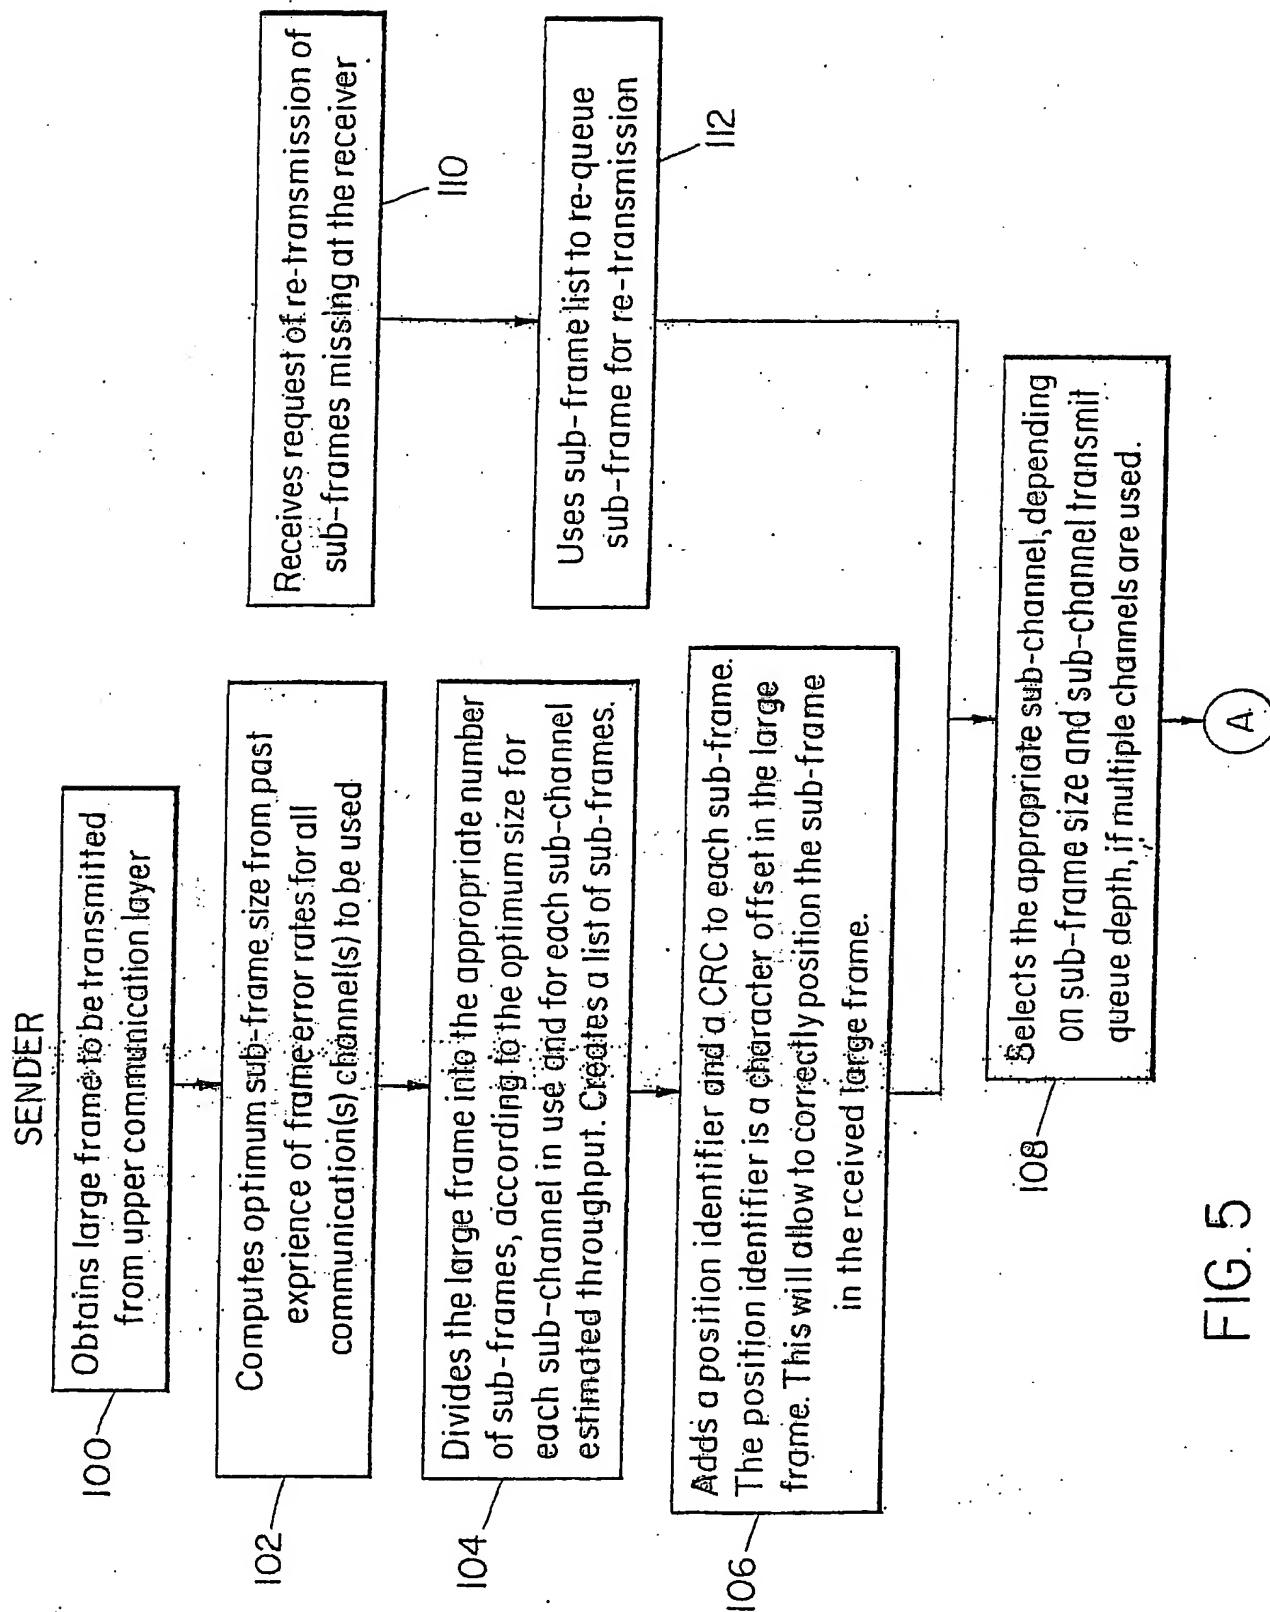 SENDER
Obtains large frame to be transmitted
from upper communication layer
100
Computes optimum sub-frame size from past
exprience of frame error rates for all
communication(s) channel(s) to be used
102
Divides the large frame into the appropriate number
of sub-frames, according to the optimum size for
each sub-channel in use and for each sub-channel
estimated throughput. Creates a list of sub-frames.
104
Adds a position identifier and a CRC to each sub-frame.
The position identifier is a character offset in the large
frame. This will allow to correctly position the sub-frame
in the rceived large frame.
106
Receives request of re-transmission of
sub-frames missing at the receiver
110
Uses sub-frame list to re-queue
sub-frame for re-transmission
112
Selects the appropriate sub-channel, depending
on sub-frame size and sub-channel transmit
queue depth, if multiple channels are used.
108
A
FIG. 5